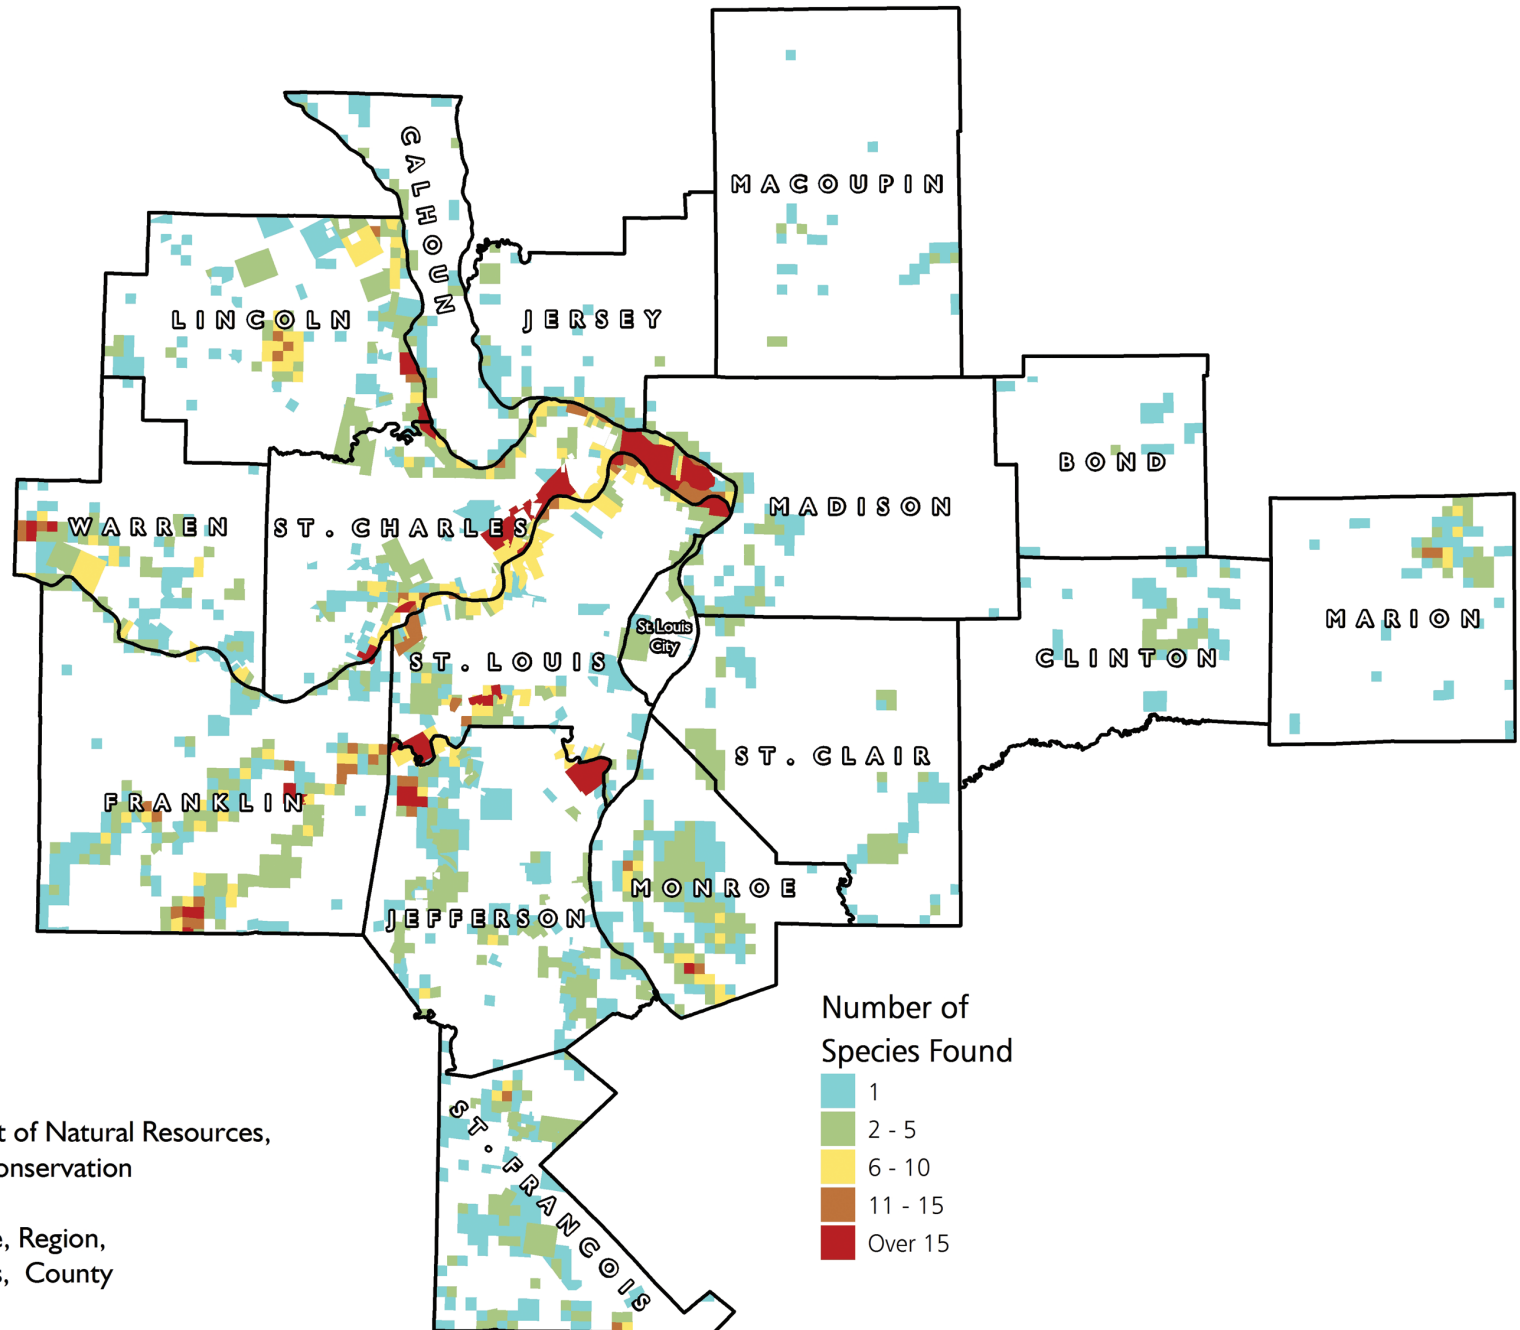 CALHOUN
MACOUPIN
LINCOLN
JERSEY
BOND
WARREN
ST. CHARLES
MADISON
MARION
St Louis
City
ST. LOUIS
CLINTON
ST. CLAIR
FRANKLIN
MONROE
JEFFERSON
ST. FRANCOIS
Number of
Species Found
1
2 - 5
6 - 10
11 - 15
Over 15
t of Natural Resources,
onservation
e, Region,
s, County